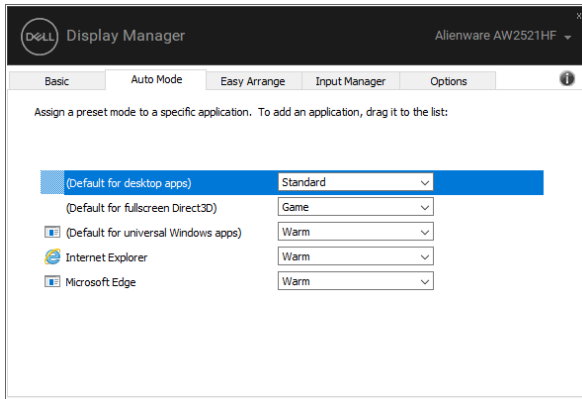 DELL Display Manager Alienware AW2521HF
x
Basic Auto Mode Easy Arrange Input Manager Options i
Assign a preset mode to a specific application. To add an application, drag it to the list:
(Default for desktop apps) Standard
(Default for fullscreen Direct3D) Game
(Default for universal Windows apps) Warm
Internet Explorer Warm
Microsoft Edge Warm